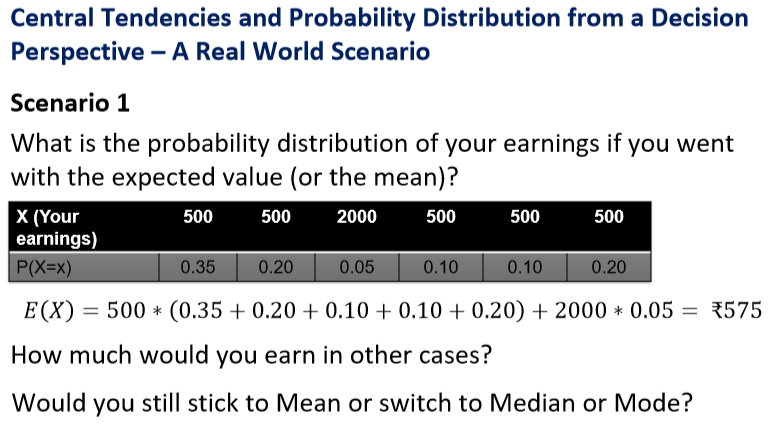 Central Tendencies and Probability Distribution from a Decision
Perspective – A Real World Scenario
Scenario 1
What is the probability distribution of your earnings if you went
with the expected value (or the mean)?
X (Your earnings) 500 500 2000 500 500 500
P(X=x) 0.35 0.20 0.05 0.10 0.10 0.20
E(X) = 500 * (0.35 + 0.20 + 0.10 + 0.10 + 0.20) + 2000 * 0.05 = ₹575
How much would you earn in other cases?
Would you still stick to Mean or switch to Median or Mode?